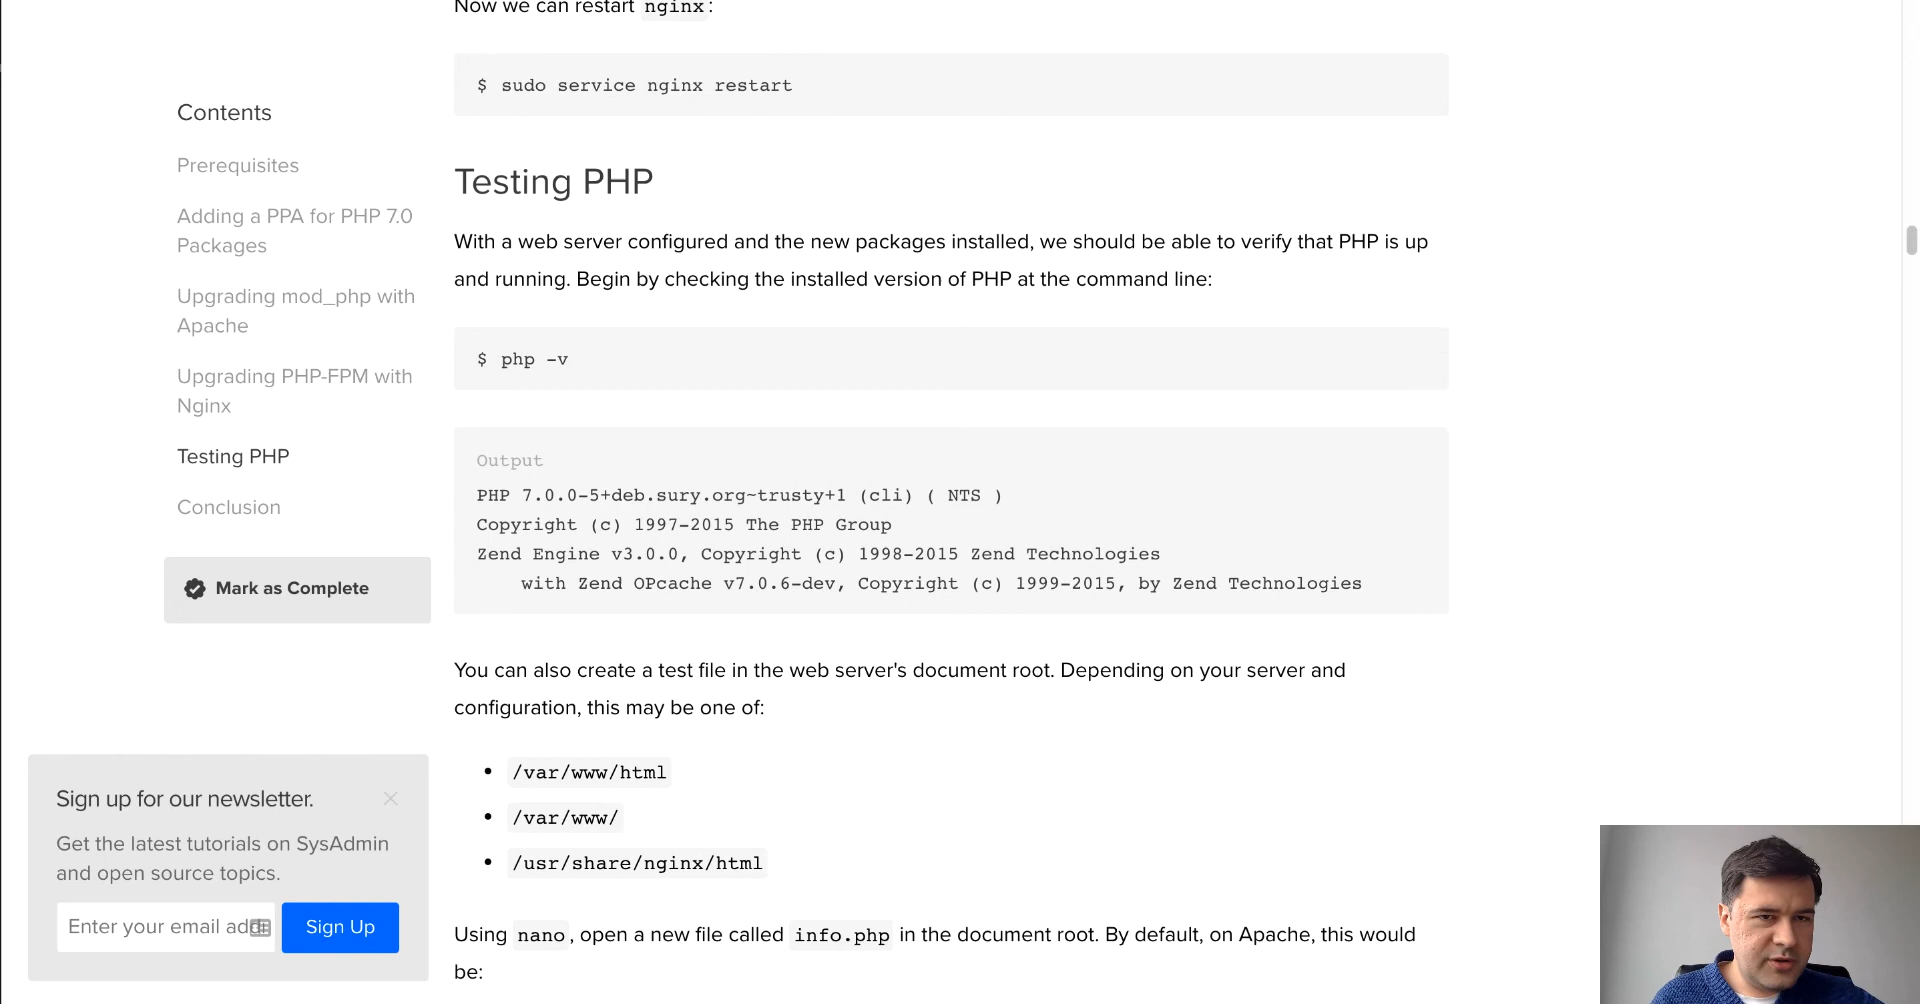 Now we can restart nginx:
$ sudo service nginx restart
Contents
Prerequisites
Adding a PPA for PHP 7.0
Packages
Upgrading mod_php with
Apache
Upgrading PHP-FPM with
Nginx
Testing PHP
Conclusion
Mark as Complete
Testing PHP
With a web server configured and the new packages installed, we should be able to verify that PHP is up
and running. Begin by checking the installed version of PHP at the command line:
$ php -v
Output
PHP 7.0.0-5+deb.sury.org~trusty+1 (cli) ( NTS )
Copyright (c) 1997-2015 The PHP Group
Zend Engine v3.0.0, Copyright (c) 1998-2015 Zend Technologies
with Zend OPcache v7.0.6-dev, Copyright (c) 1999-2015, by Zend Technologies
You can also create a test file in the web server's document root. Depending on your server and
configuration, this may be one of:
• /var/www/html
• /var/www/
• /usr/share/nginx/html
Using nano, open a new file called info.php in the document root. By default, on Apache, this would
be:
Sign up for our newsletter.
Get the latest tutorials on SysAdmin
and open source topics.
Enter your email add
Sign Up